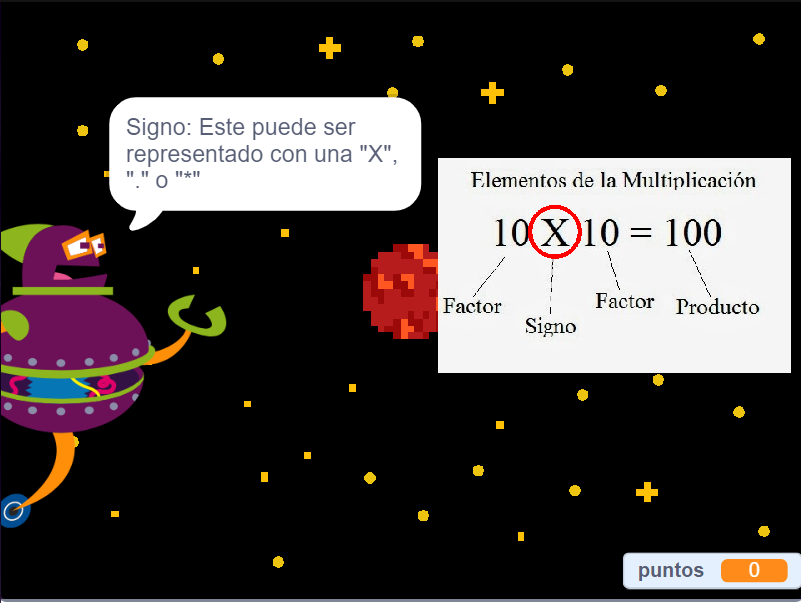 Signo: Este puede ser
representado con una "X",
"." o "*"
Elementos de la Multiplicación
10 X 10 = 100
Factor
Signo
Factor
Producto
puntos 0